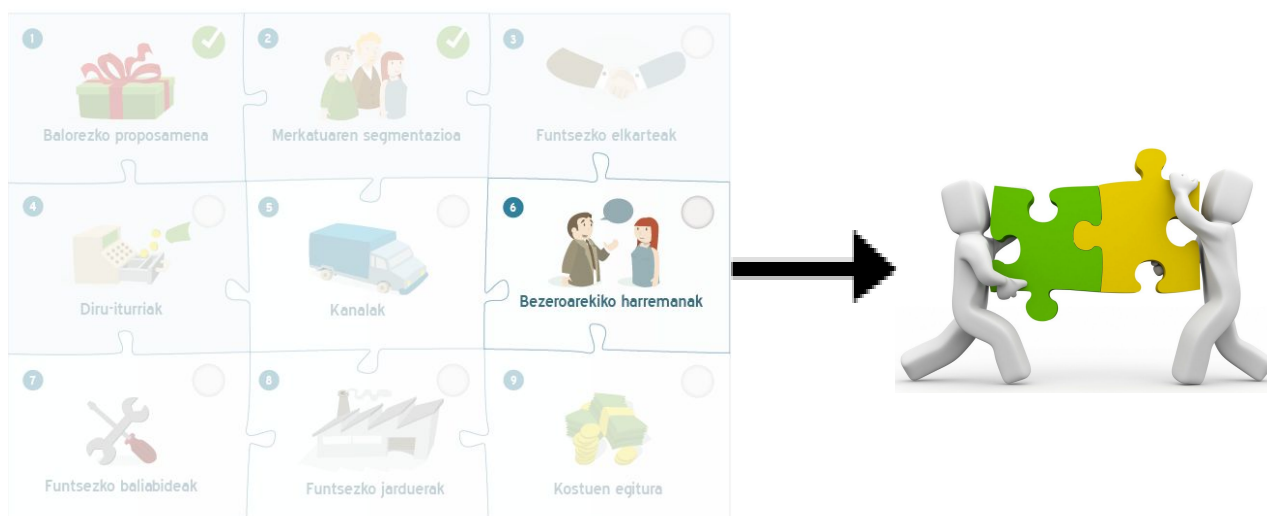 1
2
3
Balorezko proposamena
Merkatuaren segmentazioa
Funtsezko elkarteak
4
5
6
Diru-iturriak
Kanalak
Bezeroarekiko harremanak
7
8
9
Funtsezko baliabideak
Funtsezko jarduerak
Kostuen egitura